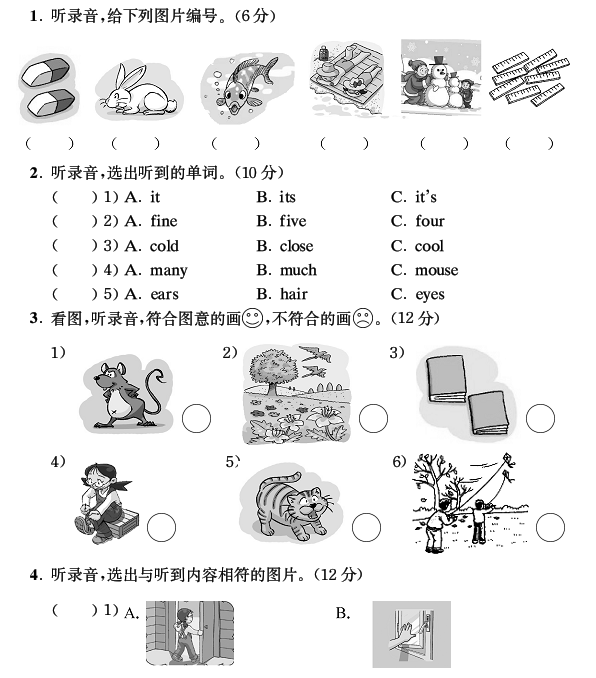 1. 听录音,给下列图片编号。(6分)
(  ) (  ) (  ) (  ) (  ) (  )
2. 听录音,选出听到的单词。(10分)
(  ) 1) A. it B. its C. it's
(  ) 2) A. fine B. five C. four
(  ) 3) A. cold B. close C. cool
(  ) 4) A. many B. much C. mouse
(  ) 5) A. ears B. hair C. eyes
3. 看图,听录音,符合图意的画☺,不符合的画☹。(12分)
1) 2) 3)
4) 5) 6)
4. 听录音,选出与听到内容相符的图片。(12分)
(  ) 1) A. B.